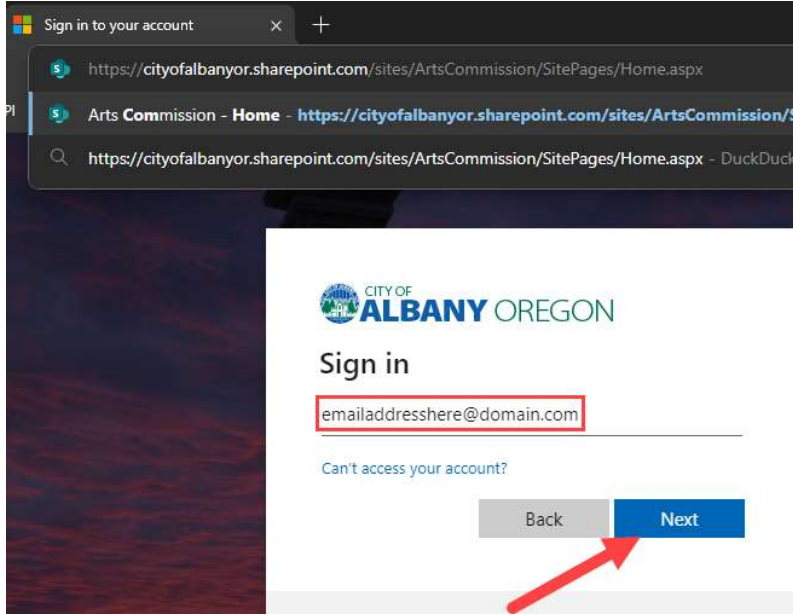 Sign in to your account
https://cityofalbanyor.sharepoint.com/sites/ArtsCommission/SitePages/Home.aspx
PI
Arts Commission - Home - https://cityofalbanyor.sharepoint.com/sites/ArtsCommission/S
https://cityofalbanyor.sharepoint.com/sites/ArtsCommission/SitePages/Home.aspx - DuckDuck
CITY OF
ALBANY OREGON
Sign in
emailaddresshere@domain.com
Can't access your account?
Back Next